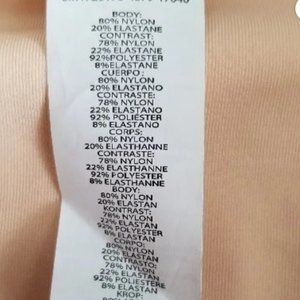 BODY:
80% NYLON
20% ELASTANE
CONTRAST:
78% NYLON
22% ELASTANE
92%POLYESTER
8%ELASTANE
CUERPO:
80% NYLON
20% ELASTANO
CONTRASTE:
78% NYLON
22% ELASTANO
92% POLIÉSTER
8% ELASTANO
CORPS:
80% NYLON
20% ELASTHANNE
CONTRASTE:
78% NYLON
22% ELASTHANNE
92% POLYESTER
8% ELASTHANNE
BODY:
80% NYLON
20% ELASTAN
KONTRAST:
78% NYLON
22% ELASTAN
92% POLYESTER
8% ELASTAN
CORPO:
80% NYLON
20% ELASTAN
CONTRASTO:
78% NYLON
22% ELASTAN
92% POLIESTERE
8% ELASTAN
KROP: